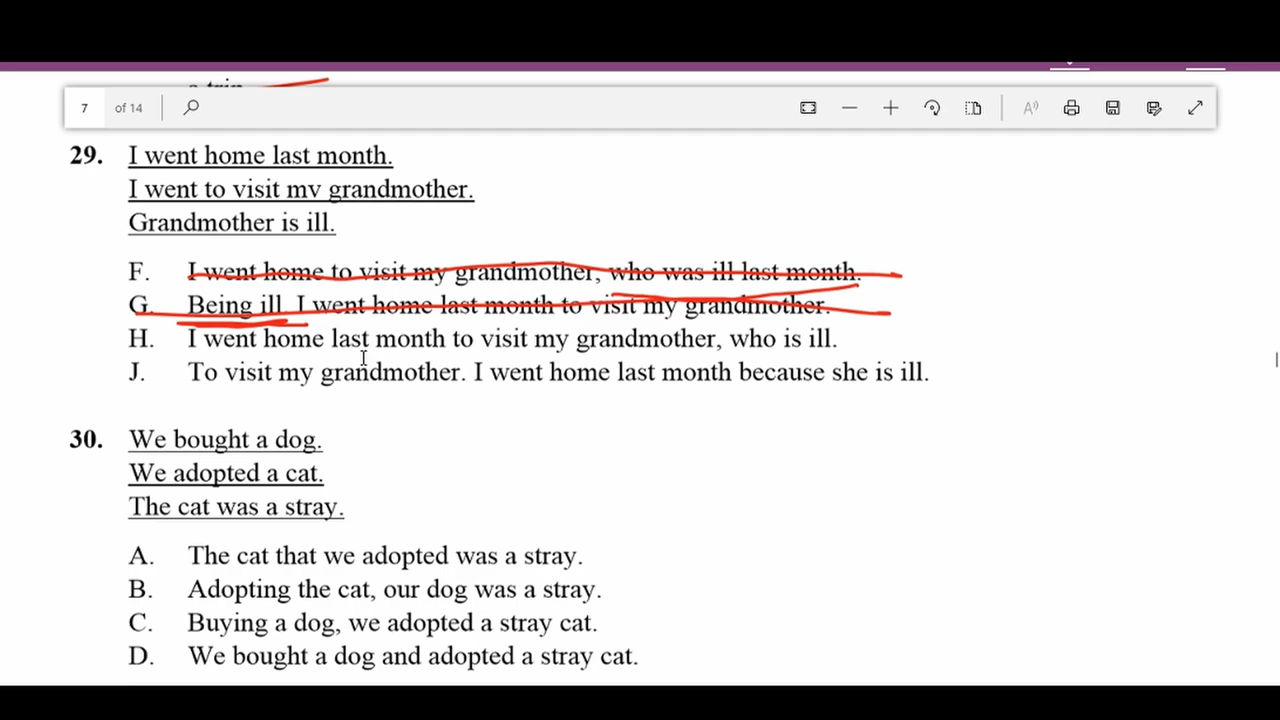 7 of 14
29. I went home last month.
I went to visit my grandmother.
Grandmother is ill.
F. I went home to visit my grandmother, who was ill last month.
G. Being ill, I went home last month to visit my grandmother.
H. I went home last month to visit my grandmother, who is ill.
J. To visit my grandmother. I went home last month because she is ill.
30. We bought a dog.
We adopted a cat.
The cat was a stray.
A. The cat that we adopted was a stray.
B. Adopting the cat, our dog was a stray.
C. Buying a dog, we adopted a stray cat.
D. We bought a dog and adopted a stray cat.